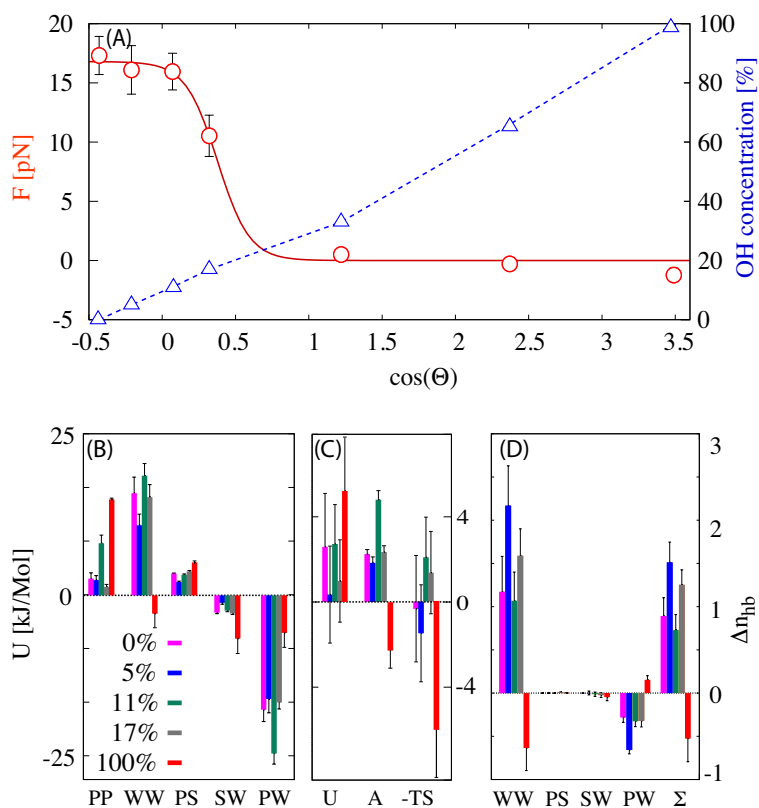 20 (A) 100
15 80
10 60
5 40
0 20
-5 0
F [pN]
OH concentration [%]
-0.5 0 0.5 1 1.5 2 2.5 3 3.5
cos(Θ)
25 (B) (C) (D) 3
4 2
1
0 0 0
-4
-25 -1
U [kJ/Mol]
Δn_hb
0%
5%
11%
17%
100%
PP WW PS SW PW U A -TS WW PS SW PW Σ